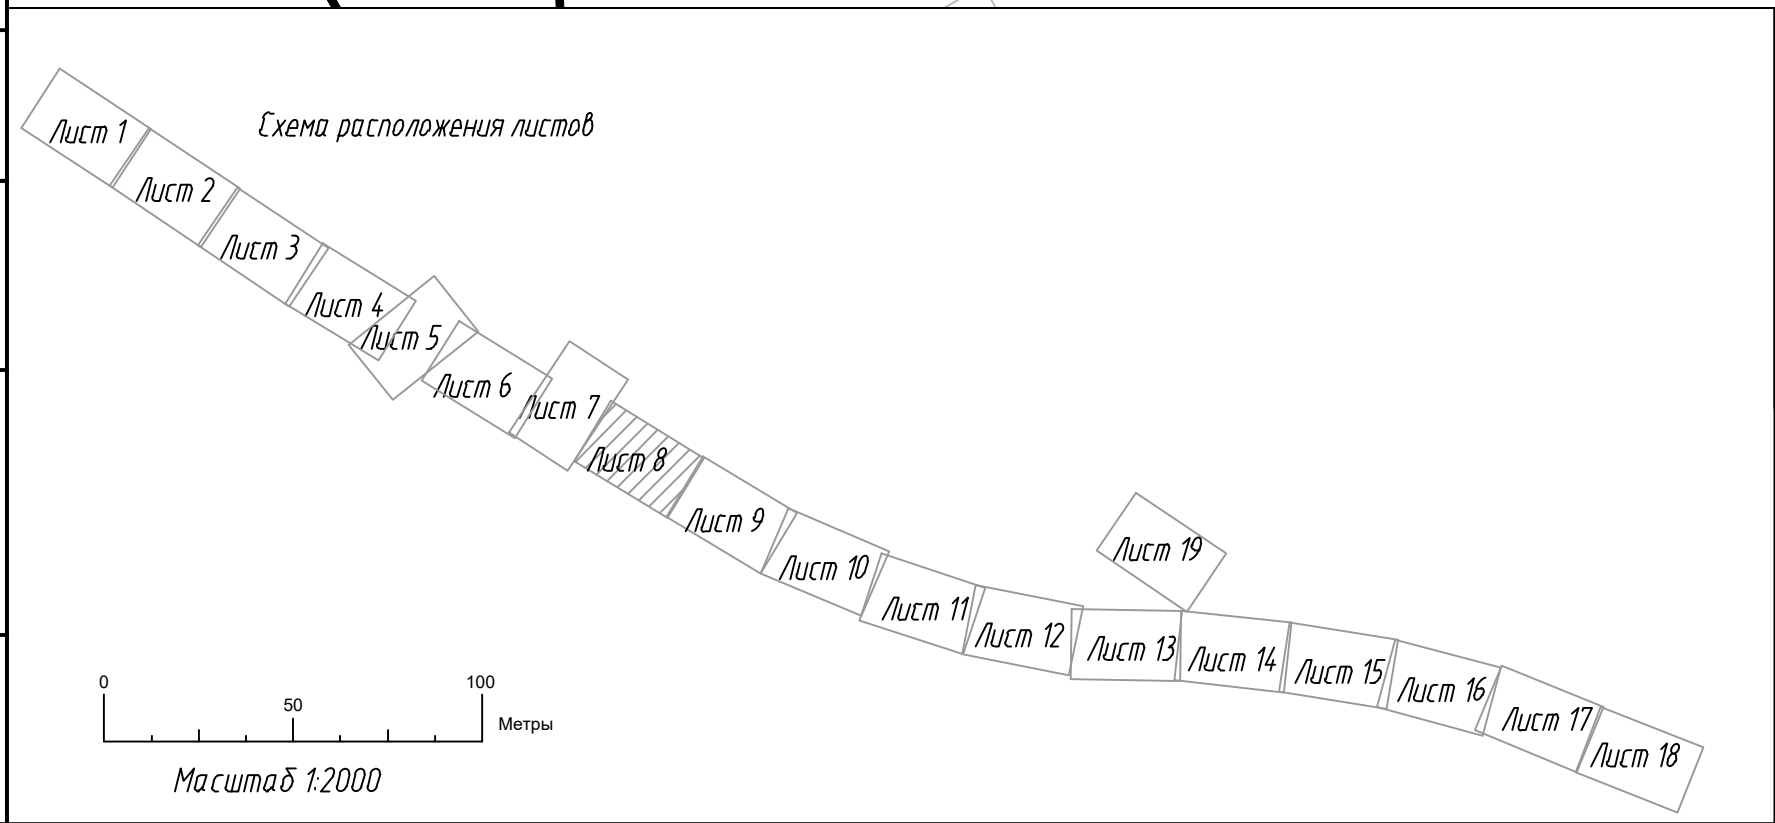 Схема расположения листов
Лист 1
Лист 2
Лист 3
Лист 4
Лист 5
Лист 6
Лист 7
Лист 8
Лист 9
Лист 10
Лист 11
Лист 12
Лист 13
Лист 14
Лист 15
Лист 16
Лист 17
Лист 18
Лист 19
0 50 100
Метры
Масштаб 1:2000